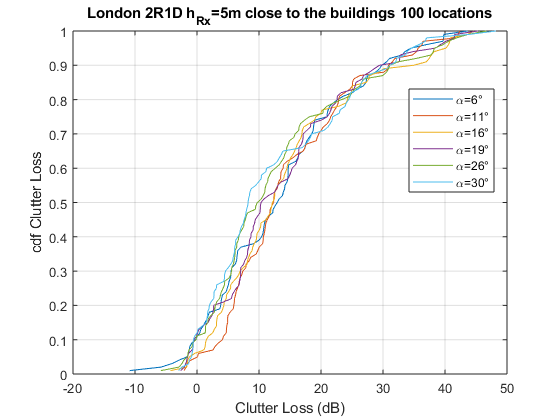 London 2R1D h_Rx=5m close to the buildings 100 locations
1
0.9
0.8
0.7
0.6
0.5
0.4
0.3
0.2
0.1
0
cdf Clutter Loss
α=6°
α=11°
α=16°
α=19°
α=26°
α=30°
-20
-10
0
10
20
30
40
50
Clutter Loss (dB)